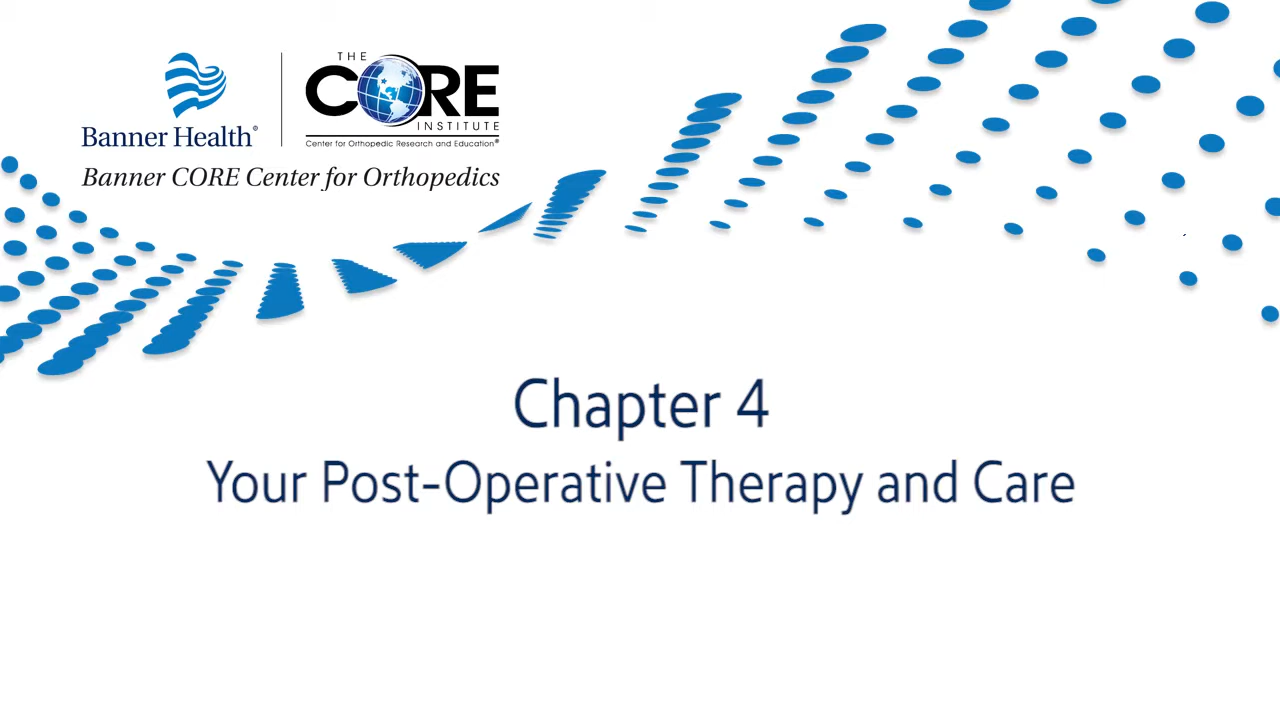 Banner Health®
THE
CORE
INSTITUTE
Center for Orthopedic Research and Education®
Banner CORE Center for Orthopedics
Chapter 4
Your Post-Operative Therapy and Care